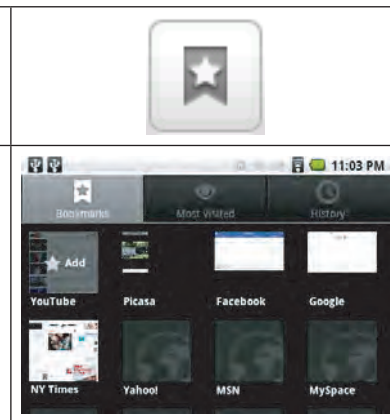 11:03 PM
Bookmarks Most Visited History
Add
YouTube Picasa Facebook Google
NY Times Yahoo! MSN MySpace